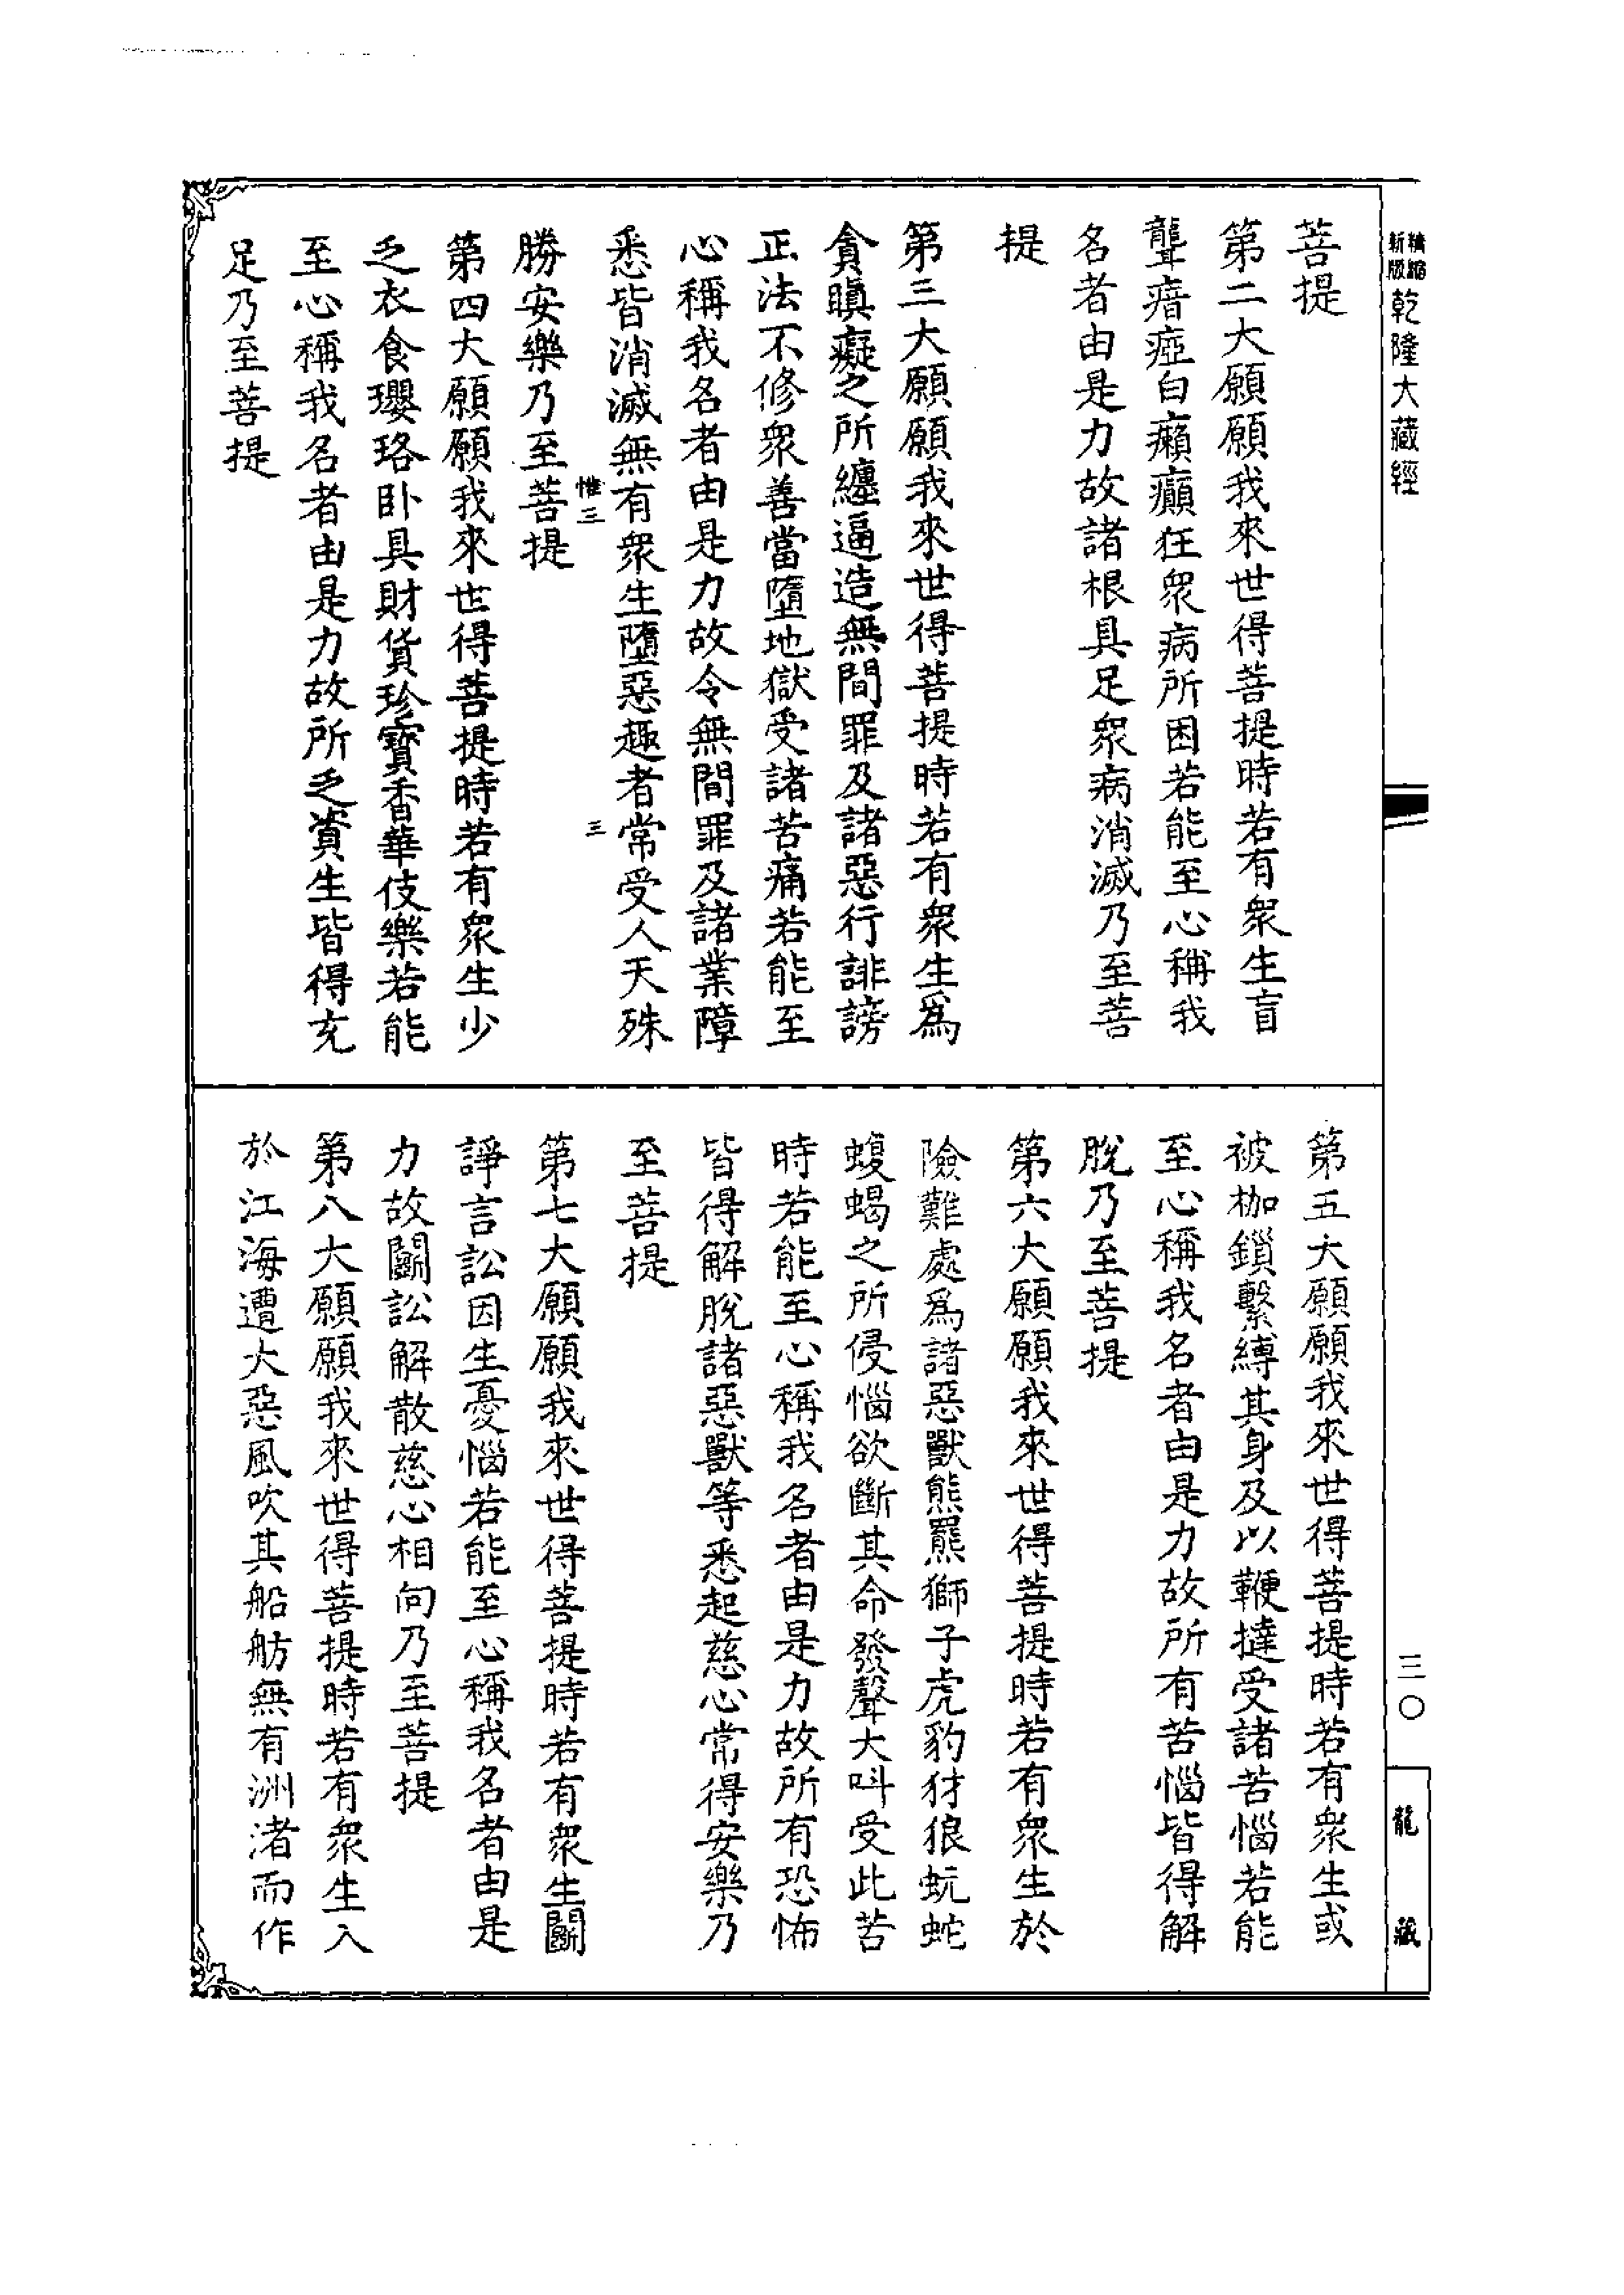 精縮新版乾隆大藏經
菩提
第二大願願我來世得菩提時若有衆生盲
聾瘖瘂白癩癲狂衆病所困若能至心稱我
名者由是力故諸根具足衆病消滅乃至菩
提
第三大願願我來世得菩提時若有衆生爲
貪瞋癡之所纏逼造無間罪及諸惡行誹謗
正法不修衆善當墮地獄受諸苦痛若能至
心稱我名者由是力故令無間罪及諸業障
悉皆消滅無有衆生墮惡趣者常受人天殊
惟三 三
勝安樂乃至菩提
第四大願願我來世得菩提時若有衆生少
乏衣食瓔珞卧具財貨珍寶香華伎樂若能
至心稱我名者由是力故所乏資生皆得充
足乃至菩提
第五大願願我來世得菩提時若有衆生或
被枷鎖繫縛其身及以鞭撻受諸苦惱若能
至心稱我名者由是力故所有苦惱皆得解
脫乃至菩提
第六大願願我來世得菩提時若有衆生於
險難處爲諸惡獸熊羆獅子虎豹犲狼蚖蛇
蝮蝎之所侵惱欲斷其命發聲大叫受此苦
時若能至心稱我名者由是力故所有恐怖
皆得解脫諸惡獸等悉起慈心常得安樂乃
至菩提
第七大願願我來世得菩提時若有衆生鬭
諍言訟因生憂惱若能至心稱我名者由是
力故鬭訟解散慈心相向乃至菩提
第八大願願我來世得菩提時若有衆生入
於江海遭大惡風吹其船舫無有洲渚而作
三〇
龍藏